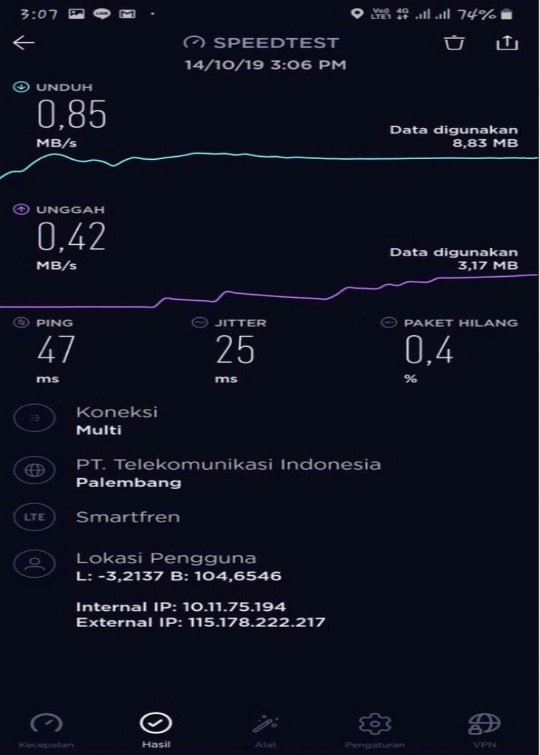 3:07
VoLTE1 4G 74%
SPEEDTEST
14/10/19 3:06 PM
UNDUH
0,85
MB/s
Data digunakan
8,83 MB
UNGGAH
0,42
MB/s
Data digunakan
3,17 MB
PING
47
ms
JITTER
25
ms
PAKET HILANG
0,4
%
Koneksi
Multi
PT. Telekomunikasi Indonesia
Palembang
LTE
Smartfren
Lokasi Pengguna
L: -3,2137 B: 104,6546
Internal IP: 10.11.75.194
External IP: 115.178.222.217
Kecepatan
Hasil
Alat
Pengaturan
VPN